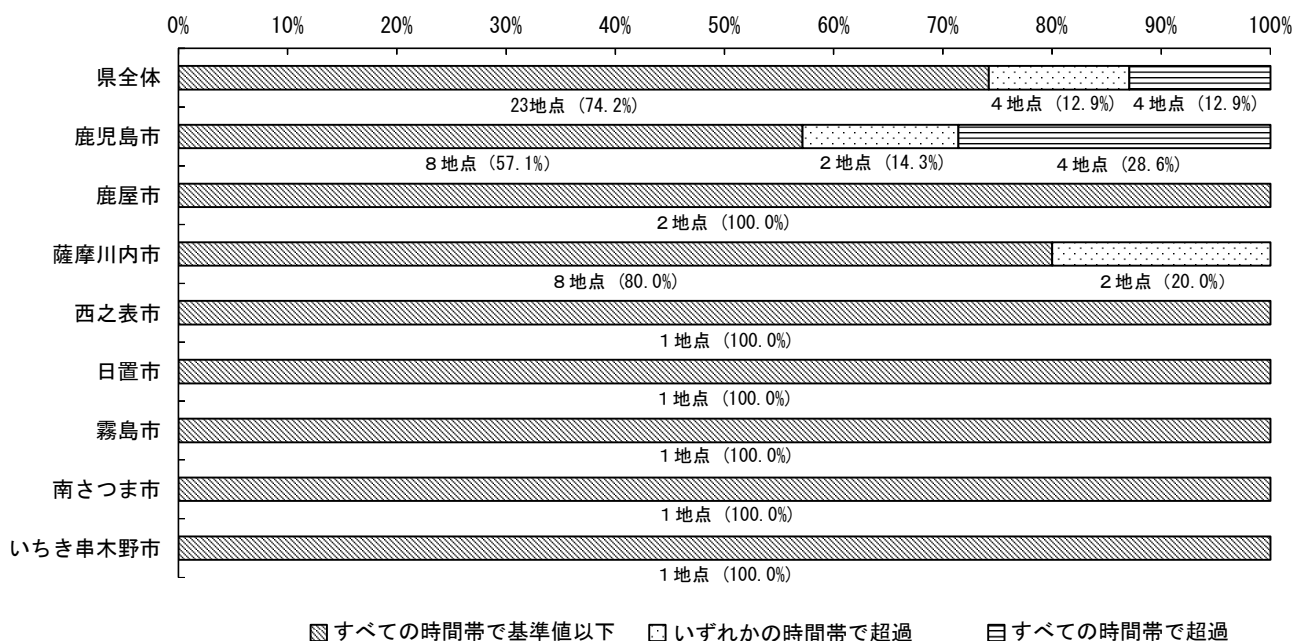 0% 10% 20% 30% 40% 50% 60% 70% 80% 90% 100%
県全体
23地点 (74.2%) 4地点 (12.9%) 4地点 (12.9%)
鹿児島市
8地点 (57.1%) 2地点 (14.3%) 4地点 (28.6%)
鹿屋市
2地点 (100.0%)
薩摩川内市
8地点 (80.0%) 2地点 (20.0%)
西之表市
1地点 (100.0%)
日置市
1地点 (100.0%)
霧島市
1地点 (100.0%)
南さつま市
1地点 (100.0%)
いちき串木野市
1地点 (100.0%)
すべての時間帯で基準値以下 いずれかの時間帯で超過 すべての時間帯で超過